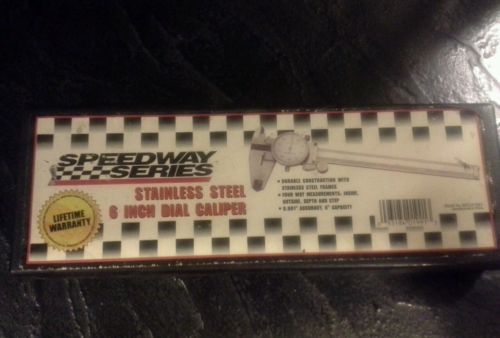 SPEEDWAY
SERIES
STAINLESS STEEL
6 INCH DIAL CALIPER
LIFETIME
WARRANTY
• DURABLE CONSTRUCTION WITH
STAINLESS STEEL FRAMES
• FOUR WAY MEASUREMENTS: INSIDE,
OUTSIDE, DEPTH AND STEP
• 0.001" ACCURACY, 6" CAPACITY